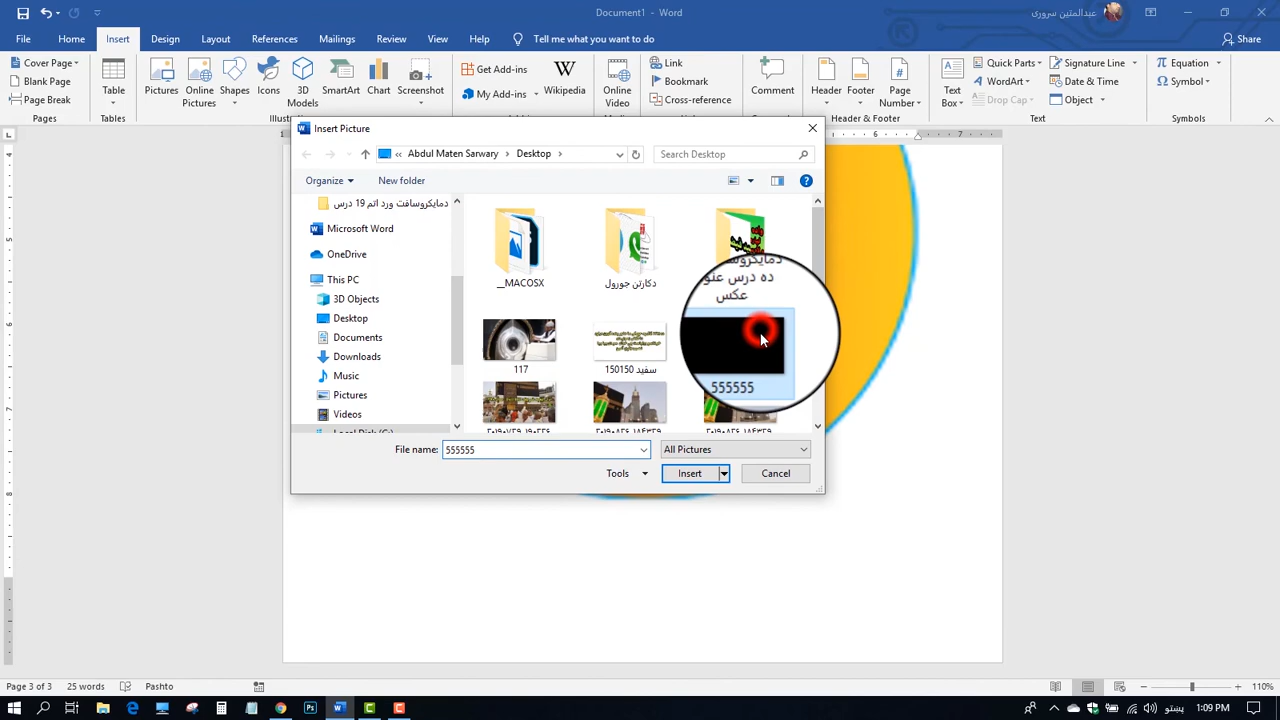 Document1 - Word
عبدالمتین سروری
File Home Insert Design Layout References Mailings Review View Help Tell me what you want to do Share
Cover Page
Blank Page
Page Break
Pages
Table
Tables
Pictures
Online Pictures
Shapes
Icons
3D Models
SmartArt
Chart
Screenshot
Get Add-ins
My Add-ins
Wikipedia
Online Video
Link
Bookmark
Cross-reference
Comment
Header
Footer
Page Number
Header & Footer
Text Box
Quick Parts
WordArt
Drop Cap
Signature Line
Date & Time
Object
Text
Equation
Symbol
Symbols
Insert Picture
Abdul Maten Sarwary
Desktop
Search Desktop
Organize
New folder
دمایکروسافت ورد اتم 19 درس
Microsoft Word
OneDrive
This PC
3D Objects
Desktop
Documents
Downloads
Music
Pictures
Videos
__MACOSX
دکارتن جورول
ده درس عنو
عکس
117
سفید 150150
555555
File name: 555555
All Pictures
Tools
Insert
Cancel
Page 3 of 3 25 words Pashto
110%
پښتو 1:09 PM